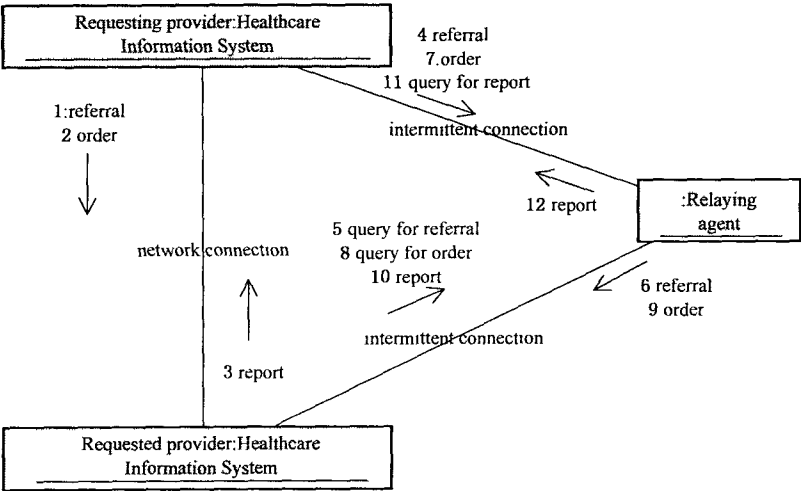 Requesting provider:Healthcare
Information System
4 referral
7.order
11 query for report
1:referral
2 order
intermittent connection
12 report
:Relaying
agent
5 query for referral
8 query for order
10 report
network connection
6 referral
9 order
intermittent connection
3 report
Requested provider:Healthcare
Information System